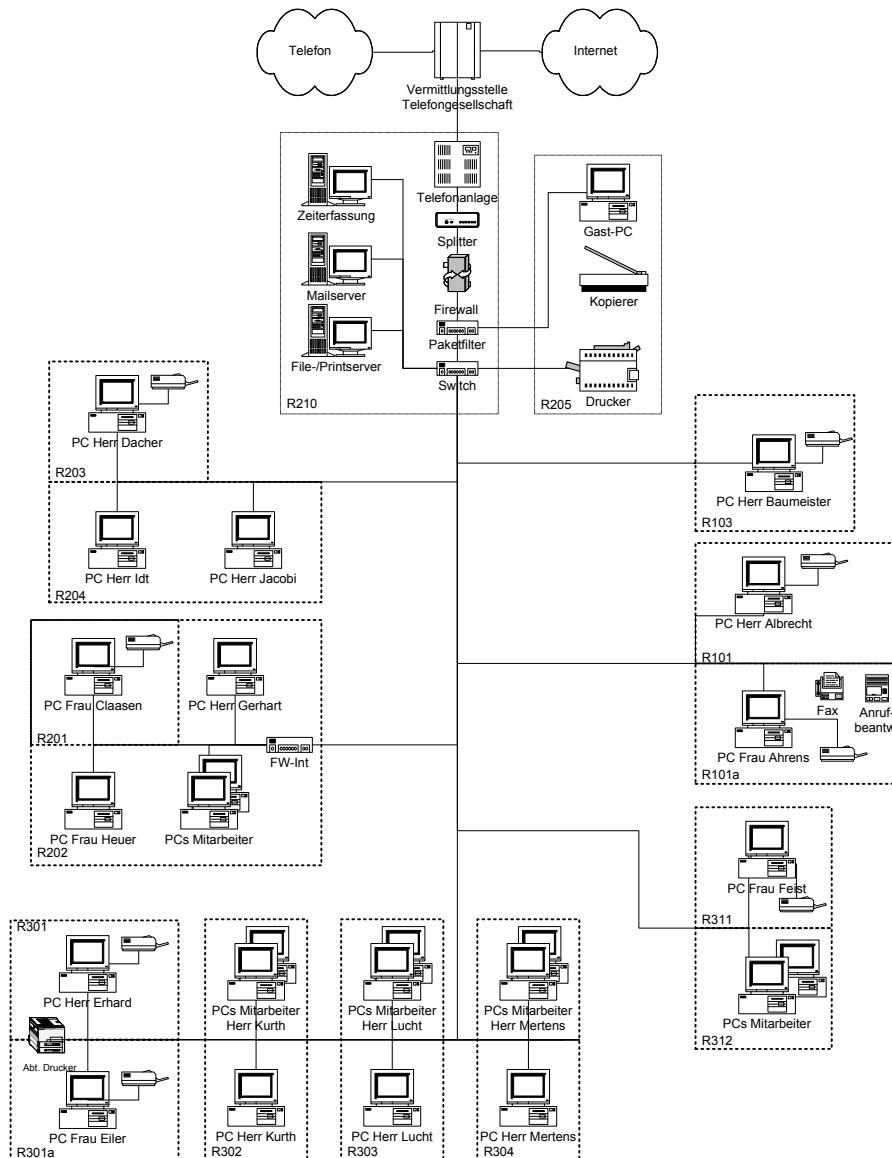 Telefon
Internet
Vermittlungsstelle
Telefongesellschaft
Telefonanlage
Zeiterfassung
Splitter
Gast-PC
Mailserver
Firewall
Kopierer
Paketfilter
File-/Printserver
Switch
Drucker
R210
R205
PC Herr Dacher
R203
PC Herr Baumeister
R103
PC Herr Idt
PC Herr Jacobi
R204
PC Herr Albrecht
R101
PC Frau Claasen
PC Herr Gerhart
R201
FW-Int
Fax
Anruf-
beantw
PC Frau Ahrens
R101a
PC Frau Heuer
PCs Mitarbeiter
R202
PC Frau Feist
R311
PCs Mitarbeiter
R312
R301
PC Herr Erhard
PCs Mitarbeiter
Herr Kurth
PCs Mitarbeiter
Herr Lucht
PCs Mitarbeiter
Herr Mertens
Abt. Drucker
PC Frau Eiler
R301a
PC Herr Kurth
R302
PC Herr Lucht
R303
PC Herr Mertens
R304